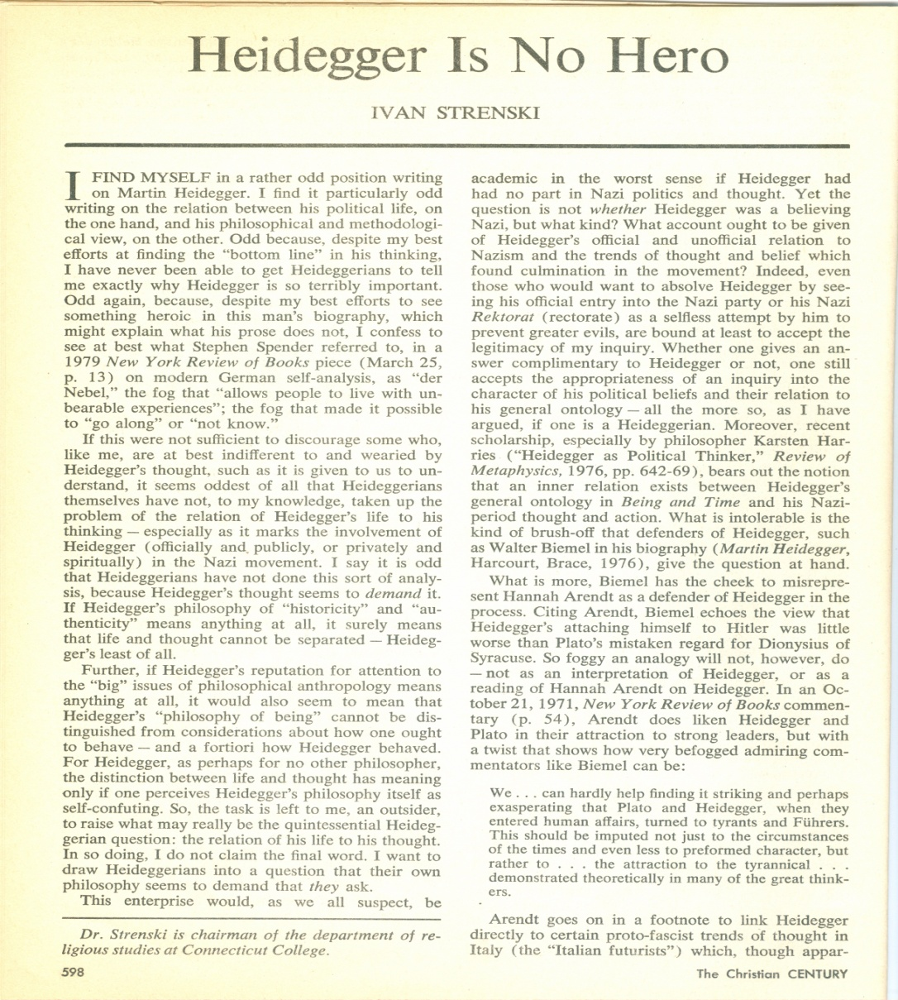 Heidegger Is No Hero
IVAN STRENSKI
I FIND MYSELF in a rather odd position writing
on Martin Heidegger. I find it particularly odd
writing on the relation between his political life, on
the one hand, and his philosophical and methodologi-
cal view, on the other. Odd because, despite my best
efforts at finding the “bottom line” in his thinking,
I have never been able to get Heideggerians to tell
me exactly why Heidegger is so terribly important.
Odd again, because, despite my best efforts to see
something heroic in this man’s biography, which
might explain what his prose does not, I confess to
see at best what Stephen Spender referred to, in a
1979 New York Review of Books piece (March 25,
p. 13) on modern German self-analysis, as “der
Nebel,” the fog that “allows people to live with un-
bearable experiences”; the fog that made it possible
to “go along” or “not know.”
If this were not sufficient to discourage some who,
like me, are at best indifferent to and wearied by
Heidegger’s thought, such as it is given to us to un-
derstand, it seems oddest of all that Heideggerians
themselves have not, to my knowledge, taken up the
problem of the relation of Heidegger’s life to his
thinking — especially as it marks the involvement of
Heidegger (officially and publicly, or privately and
spiritually) in the Nazi movement. I say it is odd
that Heideggerians have not done this sort of analy-
sis, because Heidegger’s thought seems to demand it.
If Heidegger’s philosophy of “historicity” and “au-
thenticity” means anything at all, it surely means
that life and thought cannot be separated — Heideg-
ger’s least of all.
Further, if Heidegger’s reputation for attention to
the “big” issues of philosophical anthropology means
anything at all, it would also seem to mean that
Heidegger’s “philosophy of being” cannot be dis-
tinguished from considerations about how one ought
to behave — and a fortiori how Heidegger behaved.
For Heidegger, as perhaps for no other philosopher,
the distinction between life and thought has meaning
only if one perceives Heidegger’s philosophy itself as
self-confuting. So, the task is left to me, an outsider,
to raise what may really be the quintessential Heideg-
gerian question: the relation of his life to his thought.
In so doing, I do not claim the final word. I want to
draw Heideggerians into a question that their own
philosophy seems to demand that they ask.
This enterprise would, as we all suspect, be
Dr. Strenski is chairman of the department of re-
ligious studies at Connecticut College.
academic in the worst sense if Heidegger had
had no part in Nazi politics and thought. Yet the
question is not whether Heidegger was a believing
Nazi, but what kind? What account ought to be given
of Heidegger’s official and unofficial relation to
Nazism and the trends of thought and belief which
found culmination in the movement? Indeed, even
those who would want to absolve Heidegger by see-
ing his official entry into the Nazi party or his Nazi
Rektorat (rectorate) as a selfless attempt by him to
prevent greater evils, are bound at least to accept the
legitimacy of my inquiry. Whether one gives an an-
swer complimentary to Heidegger or not, one still
accepts the appropriateness of an inquiry into the
character of his political beliefs and their relation to
his general ontology — all the more so, as I have
argued, if one is a Heideggerian. Moreover, recent
scholarship, especially by philosopher Karsten Har-
ries (“Heidegger as Political Thinker,” Review of
Metaphysics, 1976, pp. 642-69), bears out the notion
that an inner relation exists between Heidegger’s
general ontology in Being and Time and his Nazi-
period thought and action. What is intolerable is the
kind of brush-off that defenders of Heidegger, such
as Walter Biemel in his biography (Martin Heidegger,
Harcourt, Brace, 1976), give the question at hand.
What is more, Biemel has the cheek to misrepre-
sent Hannah Arendt as a defender of Heidegger in the
process. Citing Arendt, Biemel echoes the view that
Heidegger’s attaching himself to Hitler was little
worse than Plato’s mistaken regard for Dionysius of
Syracuse. So foggy an analogy will not, however, do
— not as an interpretation of Heidegger, or as a
reading of Hannah Arendt on Heidegger. In an Oc-
tober 21, 1971, New York Review of Books commen-
tary (p. 54), Arendt does liken Heidegger and
Plato in their attraction to strong leaders, but with
a twist that shows how very befogged admiring com-
mentators like Biemel can be:
We . . . can hardly help finding it striking and perhaps
exasperating that Plato and Heidegger, when they
entered human affairs, turned to tyrants and Führers.
This should be imputed not just to the circumstances
of the times and even less to preformed character, but
rather to . . . the attraction to the tyrannical . . .
demonstrated theoretically in many of the great think-
ers.
Arendt goes on in a footnote to link Heidegger
directly to certain proto-fascist trends of thought in
Italy (the “Italian futurists”) which, though appar-
598
The Christian CENTURY